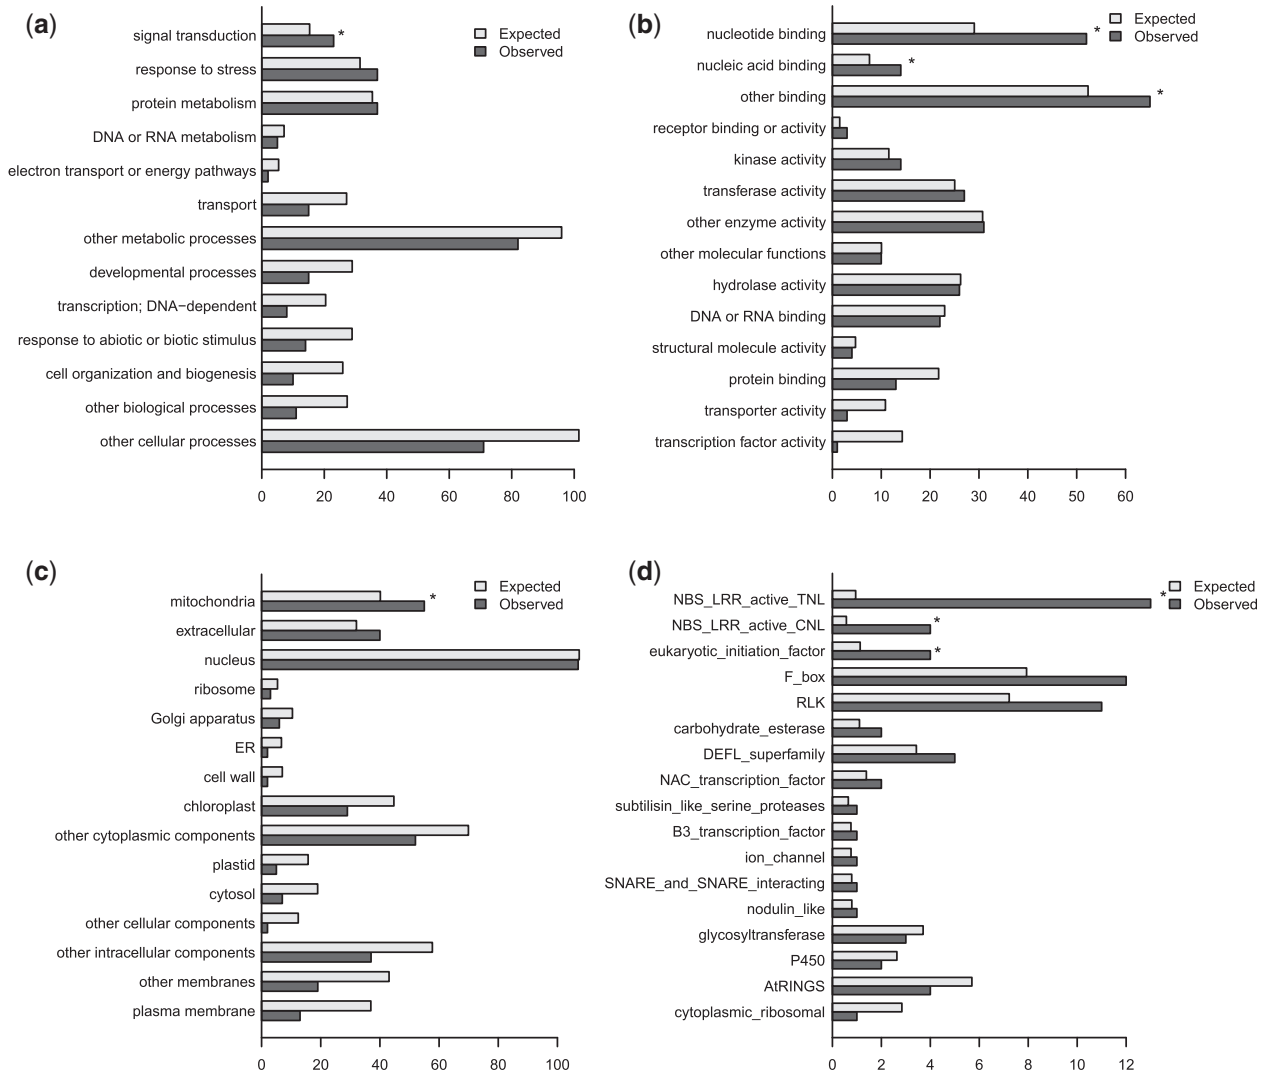 (a)
Expected
Observed
signal transduction
*
response to stress
protein metabolism
DNA or RNA metabolism
electron transport or energy pathways
transport
other metabolic processes
developmental processes
transcription; DNA−dependent
response to abiotic or biotic stimulus
cell organization and biogenesis
other biological processes
other cellular processes
0 20 40 60 80 100
(b)
Expected
Observed
nucleotide binding
*
nucleic acid binding
*
other binding
*
receptor binding or activity
kinase activity
transferase activity
other enzyme activity
other molecular functions
hydrolase activity
DNA or RNA binding
structural molecule activity
protein binding
transporter activity
transcription factor activity
0 10 20 30 40 50 60
(c)
Expected
Observed
mitochondria
*
extracellular
nucleus
ribosome
Golgi apparatus
ER
cell wall
chloroplast
other cytoplasmic components
plastid
cytosol
other cellular components
other intracellular components
other membranes
plasma membrane
0 20 40 60 80 100
(d)
Expected
Observed
NBS_LRR_active_TNL
*
NBS_LRR_active_CNL
*
eukaryotic_initiation_factor
*
F_box
RLK
carbohydrate_esterase
DEFL_superfamily
NAC_transcription_factor
subtilisin_like_serine_proteases
B3_transcription_factor
ion_channel
SNARE_and_SNARE_interacting
nodulin_like
glycosyltransferase
P450
AtRINGS
cytoplasmic_ribosomal
0 2 4 6 8 10 12